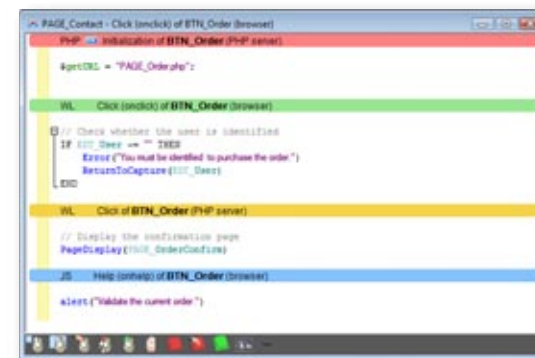 PAGE_Contact - Click (onclick) of BTN_Order (browser)
PHP Initialization of BTN_Order (PHP server)
$getURL = "PAGE_Order.php";
WL Click (onclick) of BTN_Order (browser)
// Check whether the user is identified
IF EDT_User = "" THEN
Error("You must be identified to purchase the order.")
ReturnToCapture(EDT_User)
END
WL Click of BTN_Order (PHP server)
// Display the confirmation page
PageDisplay(PAGE_OrderConfirm)
JS Help (onhelp) of BTN_Order (browser)
alert("Validate the current order.")